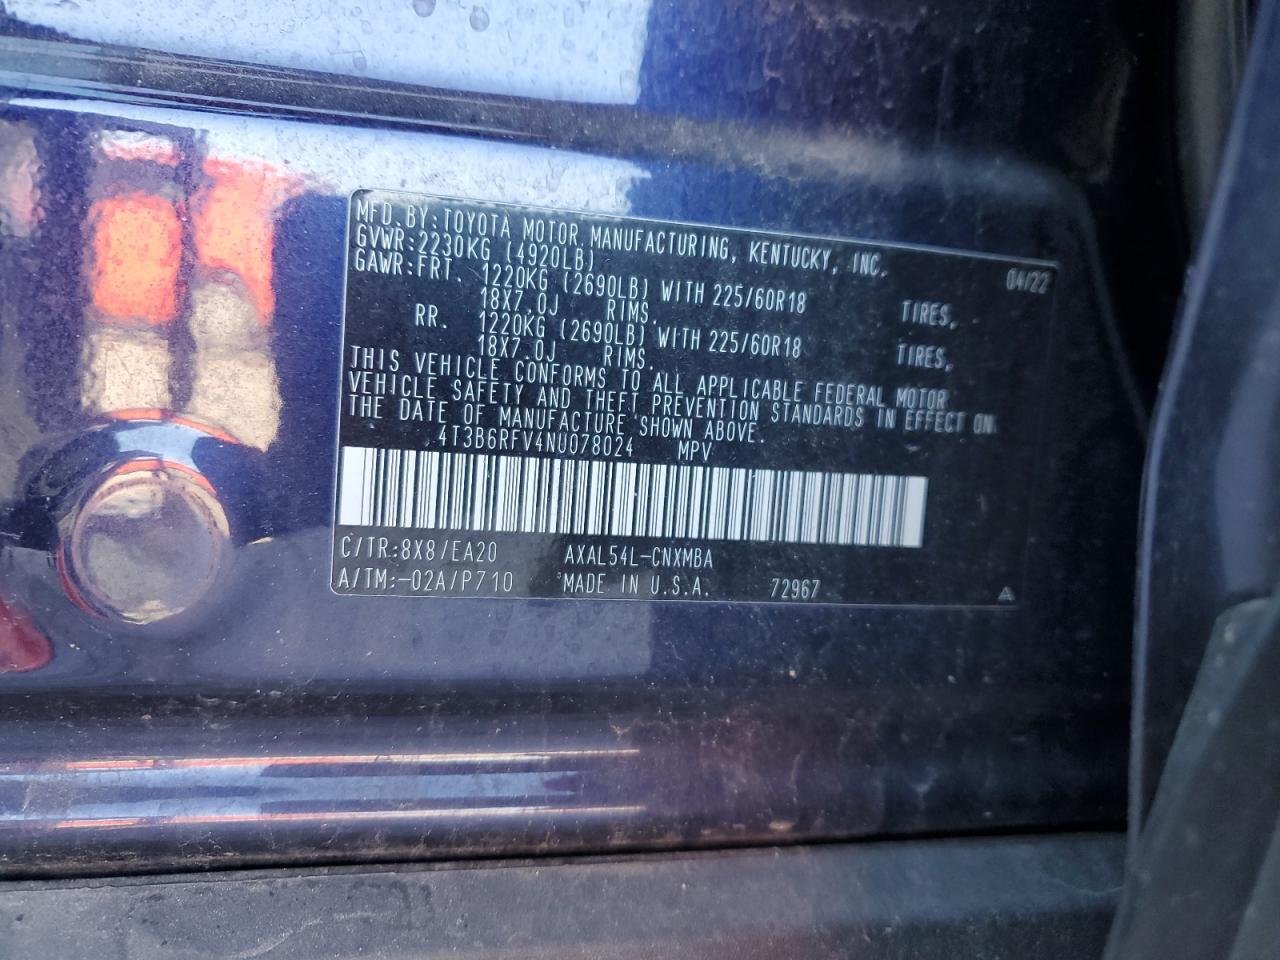 MFD. BY: TOYOTA MOTOR MANUFACTURING, KENTUCKY, INC.
GVWR: 2230KG (4920LB) 04/22
GAWR: FRT. 1220KG (2690LB) WITH 225/60R18 TIRES,
18X7.0J RIMS.
RR. 1220KG (2690LB) WITH 225/60R18 TIRES,
18X7.0J RIMS.
THIS VEHICLE CONFORMS TO ALL APPLICABLE FEDERAL MOTOR
VEHICLE SAFETY AND THEFT PREVENTION STANDARDS IN EFFECT ON
THE DATE OF MANUFACTURE SHOWN ABOVE.
4T3B6RFV4NU078024 MPV
C/TR:8X8/EA20 AXAL54L-CNXMBA
A/TM:-02A/P710 MADE IN U.S.A. 72967 A